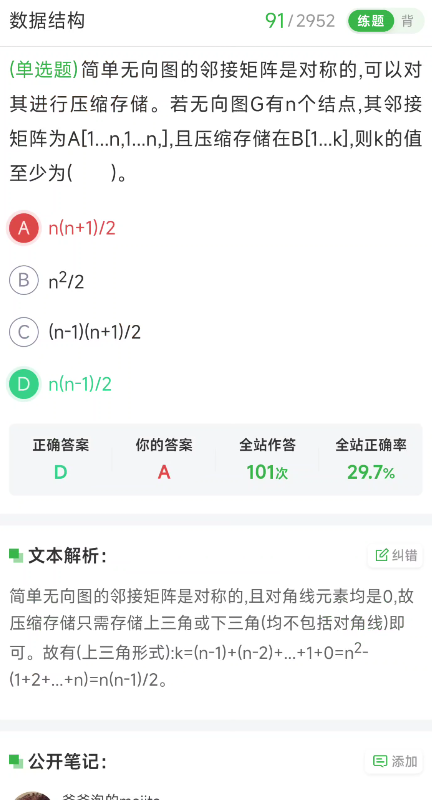 数据结构 91/2952 练题 背
(单选题)简单无向图的邻接矩阵是对称的,可以对
其进行压缩存储。若无向图G有n个结点,其邻接
矩阵为A[1…n,1…n,],且压缩存储在B[1…k],则k的值
至少为( )。
A n(n+1)/2
B n²/2
C (n-1)(n+1)/2
D n(n-1)/2
正确答案 你的答案 全站作答 全站正确率
D A 101次 29.7%
文本解析: 纠错
简单无向图的邻接矩阵是对称的,且对角线元素均是0,故
压缩存储只需存储上三角或下三角(均不包括对角线)即
可。故有(上三角形式):k=(n-1)+(n-2)+…+1+0=n²-
(1+2+…+n)=n(n-1)/2。
公开笔记: 添加